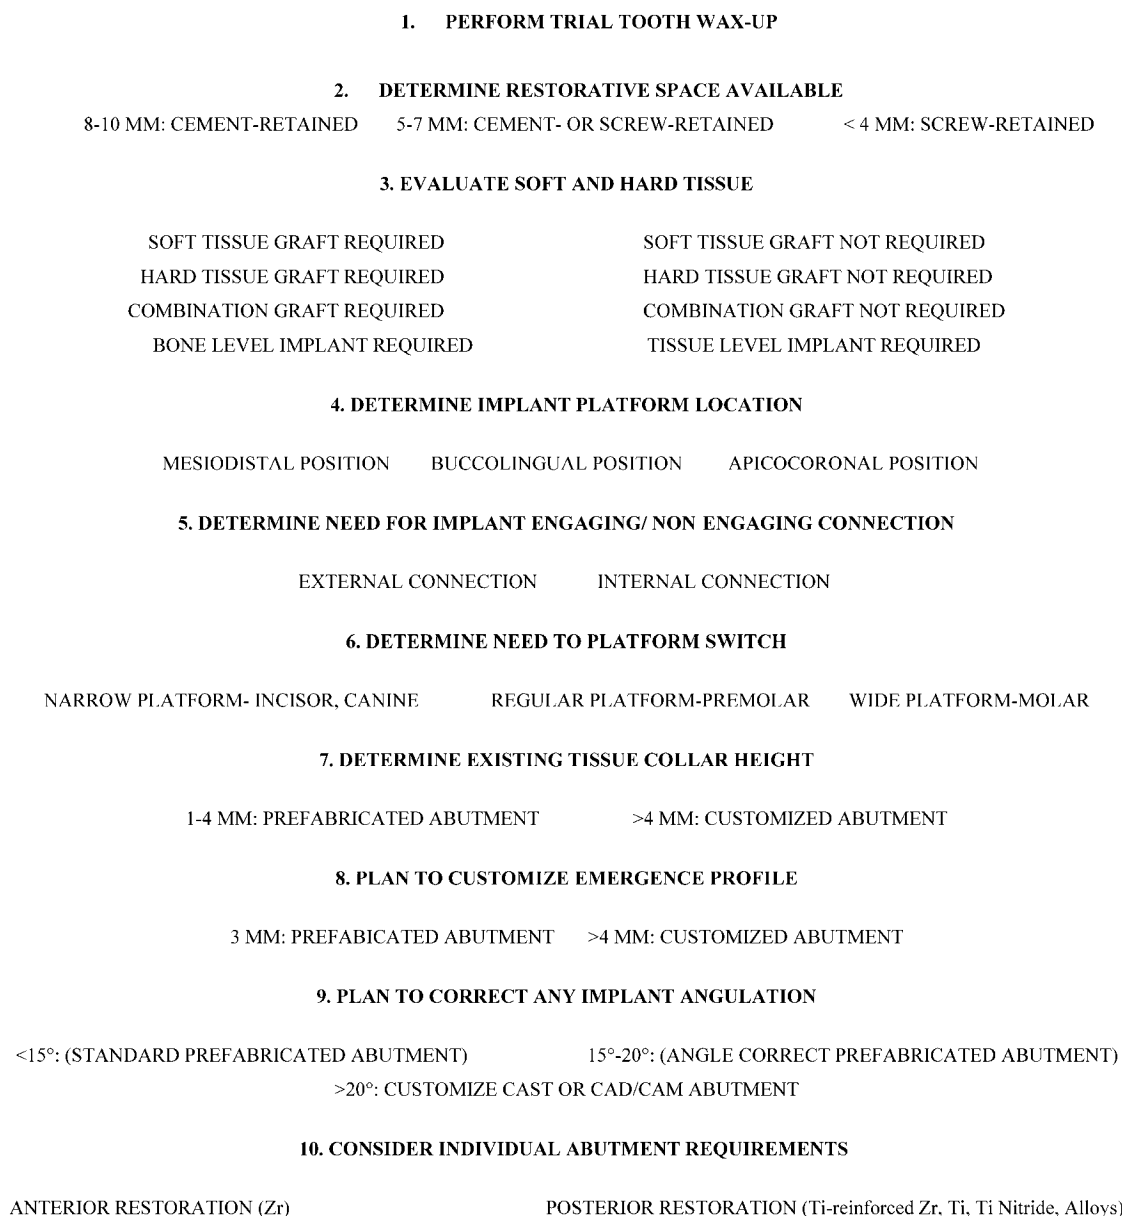 1. PERFORM TRIAL TOOTH WAX-UP
2. DETERMINE RESTORATIVE SPACE AVAILABLE
8-10 MM: CEMENT-RETAINED 5-7 MM: CEMENT- OR SCREW-RETAINED < 4 MM: SCREW-RETAINED
3. EVALUATE SOFT AND HARD TISSUE
SOFT TISSUE GRAFT REQUIRED SOFT TISSUE GRAFT NOT REQUIRED
HARD TISSUE GRAFT REQUIRED HARD TISSUE GRAFT NOT REQUIRED
COMBINATION GRAFT REQUIRED COMBINATION GRAFT NOT REQUIRED
BONE LEVEL IMPLANT REQUIRED TISSUE LEVEL IMPLANT REQUIRED
4. DETERMINE IMPLANT PLATFORM LOCATION
MESIODISTAL POSITION BUCCOLINGUAL POSITION APICOCORONAL POSITION
5. DETERMINE NEED FOR IMPLANT ENGAGING/ NON ENGAGING CONNECTION
EXTERNAL CONNECTION INTERNAL CONNECTION
6. DETERMINE NEED TO PLATFORM SWITCH
NARROW PLATFORM- INCISOR, CANINE REGULAR PLATFORM-PREMOLAR WIDE PLATFORM-MOLAR
7. DETERMINE EXISTING TISSUE COLLAR HEIGHT
1-4 MM: PREFABRICATED ABUTMENT >4 MM: CUSTOMIZED ABUTMENT
8. PLAN TO CUSTOMIZE EMERGENCE PROFILE
3 MM: PREFABICATED ABUTMENT >4 MM: CUSTOMIZED ABUTMENT
9. PLAN TO CORRECT ANY IMPLANT ANGULATION
<15°: (STANDARD PREFABRICATED ABUTMENT) 15°-20°: (ANGLE CORRECT PREFABRICATED ABUTMENT)
>20°: CUSTOMIZE CAST OR CAD/CAM ABUTMENT
10. CONSIDER INDIVIDUAL ABUTMENT REQUIREMENTS
ANTERIOR RESTORATION (Zr) POSTERIOR RESTORATION (Ti-reinforced Zr, Ti, Ti Nitride, Alloys)